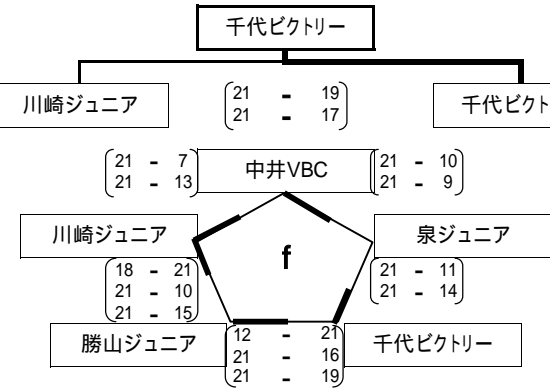 千代ビクトリー
川崎ジュニア
21 - 19
21 - 17
千代ビクト
21 - 7
21 - 13
中井VBC
21 - 10
21 - 9
川崎ジュニア
f
泉ジュニア
18 - 21
21 - 10
21 - 15
21 - 11
21 - 14
勝山ジュニア
12 - 21
21 - 16
21 - 19
千代ビクトリー